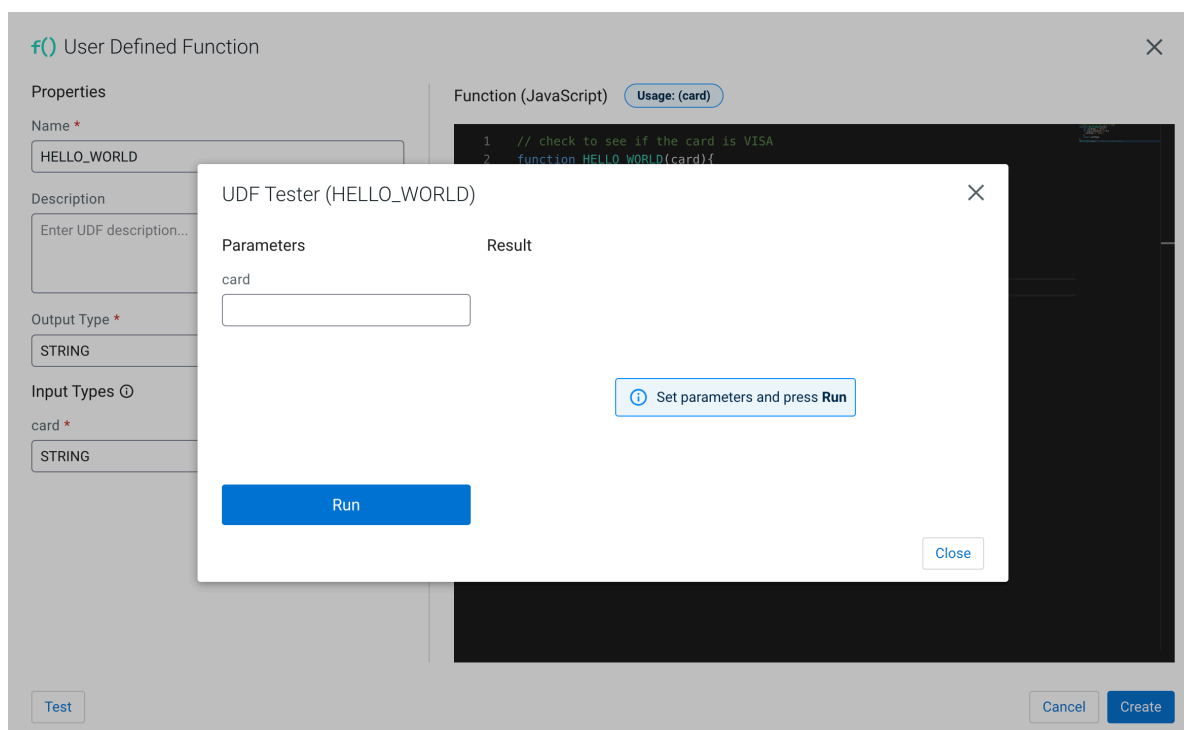 f() User Defined Function
Properties
Name *
HELLO_WORLD
Description
Enter UDF description...
Output Type *
STRING
Input Types
card *
STRING
Function (JavaScript)
Usage: (card)
1 // check to see if the card is VISA
2 function HELLO_WORLD(card){
UDF Tester (HELLO_WORLD)
Parameters
Result
card
Set parameters and press Run
Run
Close
Test
Cancel
Create